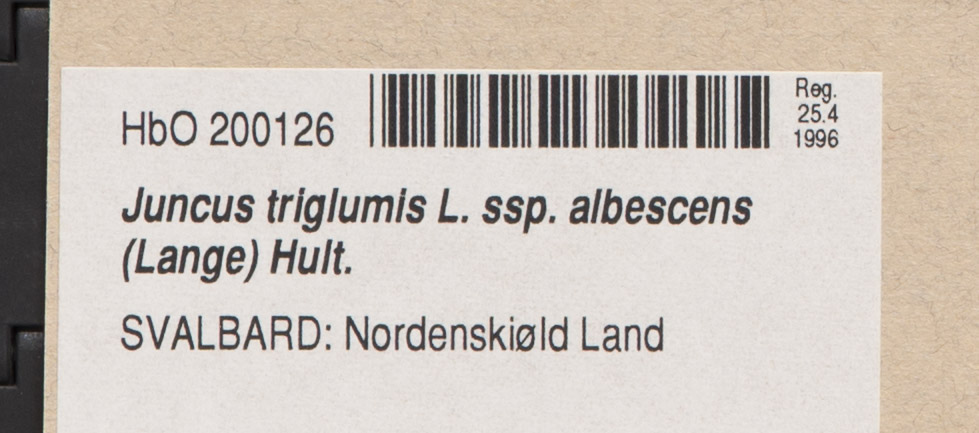 HbO 200126
Reg.
25.4
1996
Juncus triglumis L. ssp. albescens
(Lange) Hult.
SVALBARD: Nordenskiøld Land